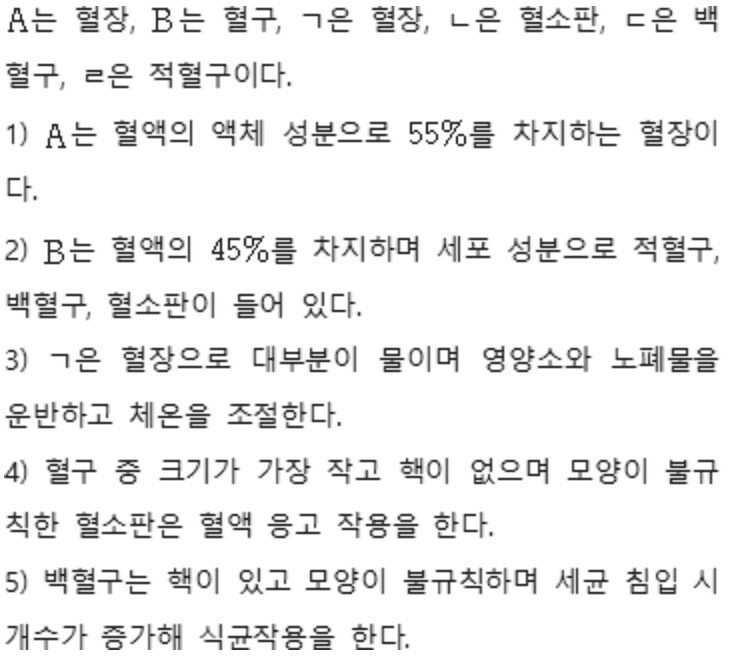 A는 혈장, B는 혈구, ㄱ은 혈장, ㄴ은 혈소판, ㄷ은 백
혈구, ㄹ은 적혈구이다.
1) A는 혈액의 액체 성분으로 55%를 차지하는 혈장이
다.
2) B는 혈액의 45%를 차지하며 세포 성분으로 적혈구,
백혈구, 혈소판이 들어 있다.
3) ㄱ은 혈장으로 대부분이 물이며 영양소와 노폐물을
운반하고 체온을 조절한다.
4) 혈구 중 크기가 가장 작고 핵이 없으며 모양이 불규
칙한 혈소판은 혈액 응고 작용을 한다.
5) 백혈구는 핵이 있고 모양이 불규칙하며 세균 침입 시
개수가 증가해 식균작용을 한다.